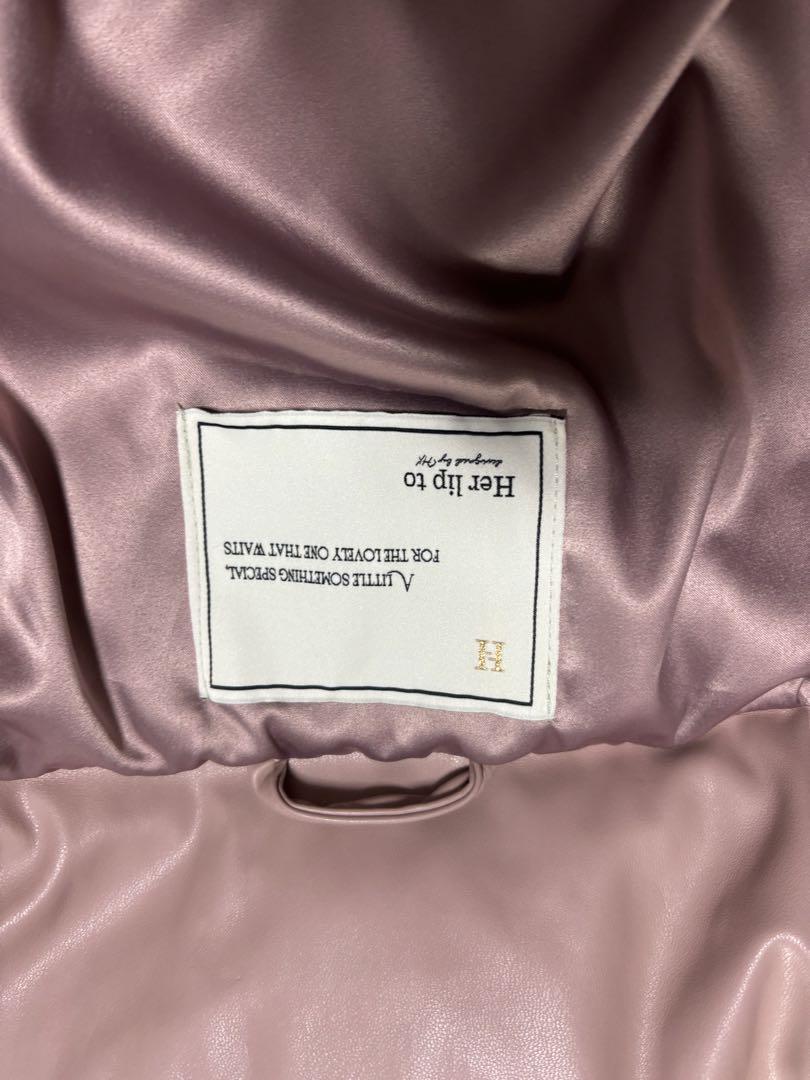 H
A LITTLE SOMETHING SPECIAL,
FOR THE LOVELY ONE THAT WAITS
Her lip to
designed by HK